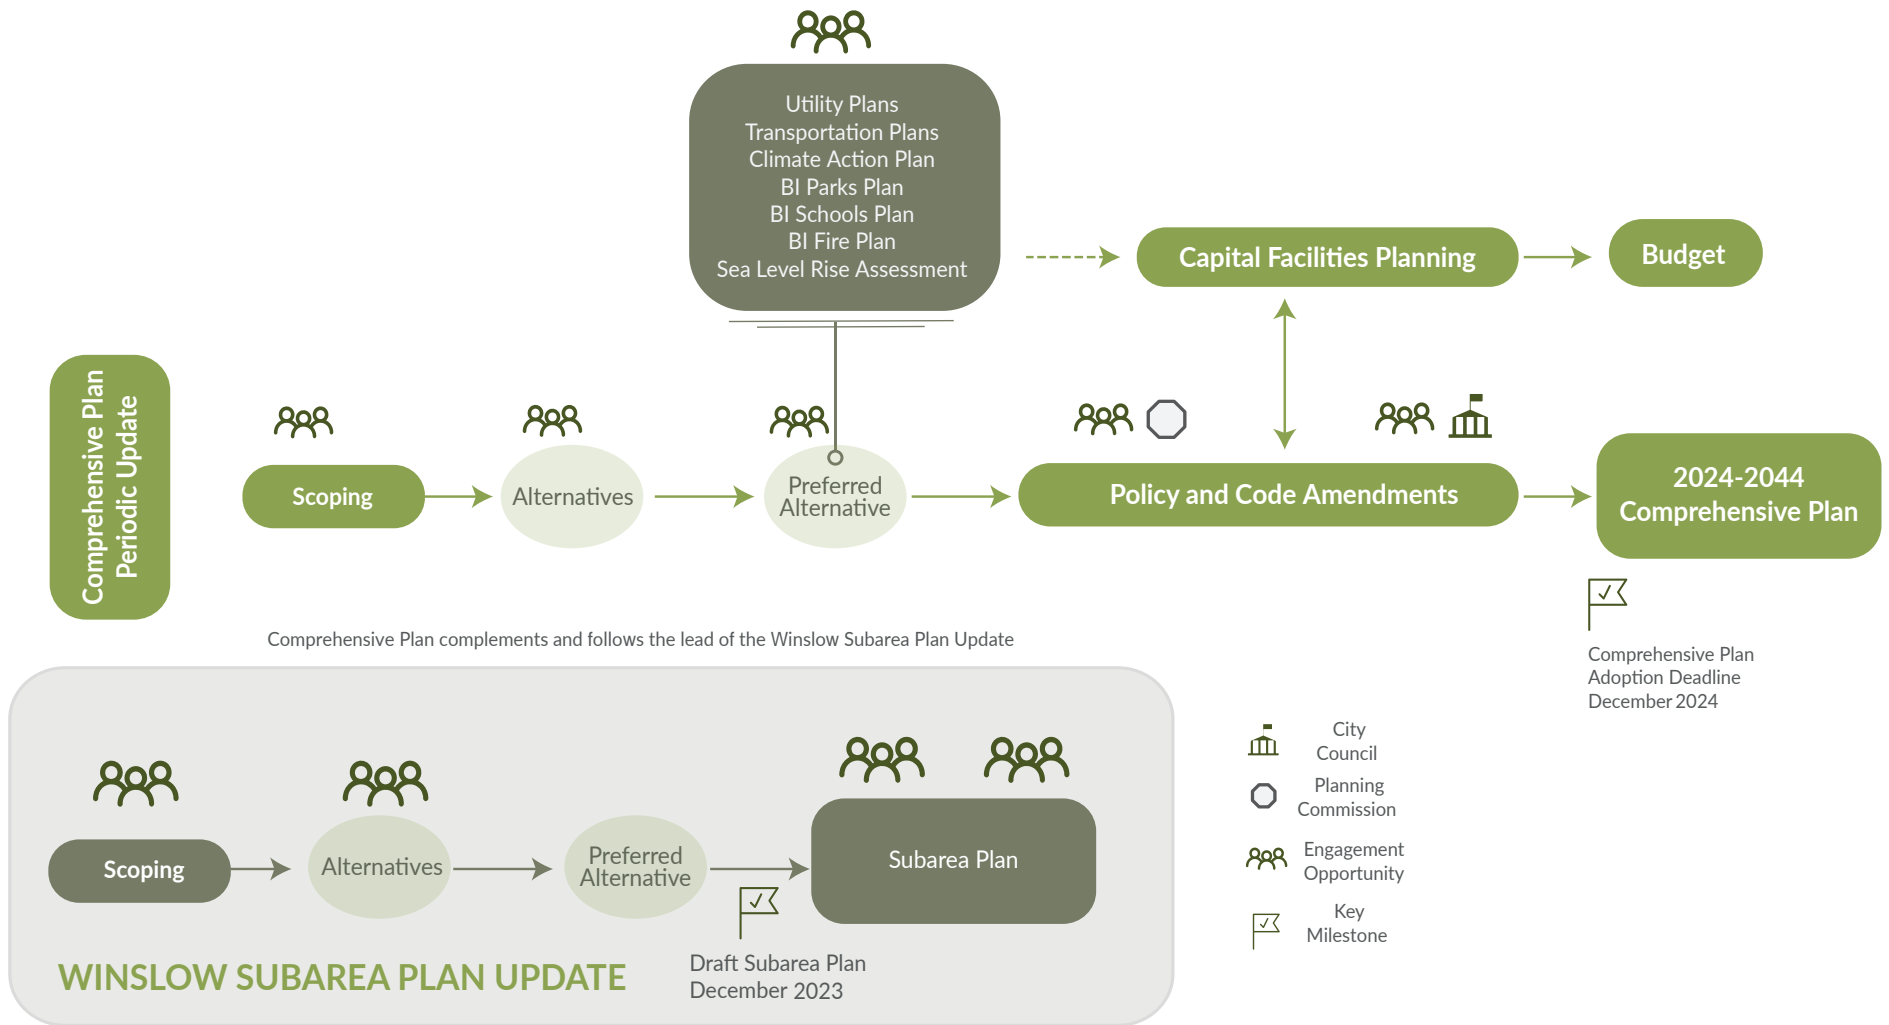 Utility Plans
Transportation Plans
Climate Action Plan
BI Parks Plan
BI Schools Plan
BI Fire Plan
Sea Level Rise Assessment
Capital Facilities Planning
Budget
Comprehensive Plan
Periodic Update
Scoping
Alternatives
Preferred
Alternative
Policy and Code Amendments
2024-2044
Comprehensive Plan
Comprehensive Plan
Adoption Deadline
December 2024
Comprehensive Plan complements and follows the lead of the Winslow Subarea Plan Update
Scoping
Alternatives
Preferred
Alternative
Subarea Plan
Draft Subarea Plan
December 2023
WINSLOW SUBAREA PLAN UPDATE
City
Council
Planning
Commission
Engagement
Opportunity
Key
Milestone